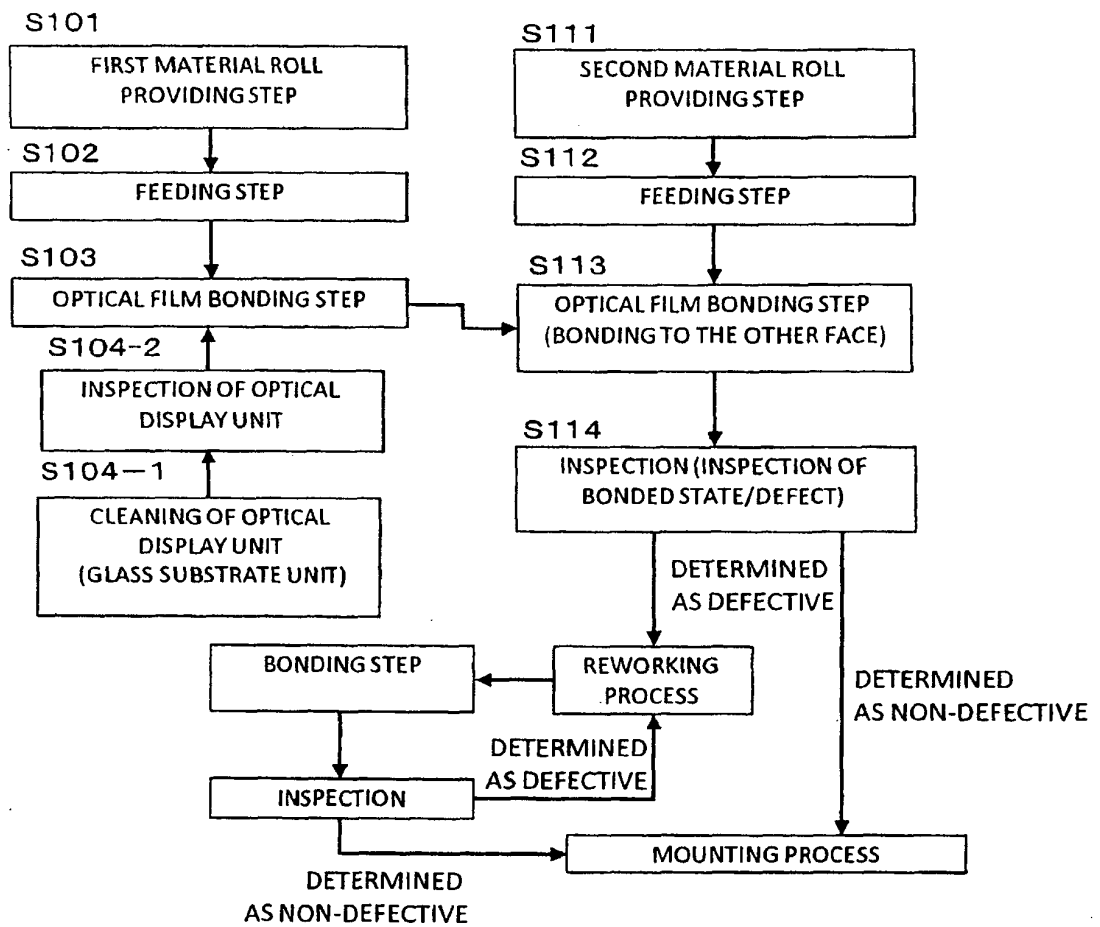 S101
FIRST MATERIAL ROLL
PROVIDING STEP
S102
FEEDING STEP
S103
OPTICAL FILM BONDING STEP
S104-2
INSPECTION OF OPTICAL
DISPLAY UNIT
S104-1
CLEANING OF OPTICAL
DISPLAY UNIT
(GLASS SUBSTRATE UNIT)
S111
SECOND MATERIAL ROLL
PROVIDING STEP
S112
FEEDING STEP
S113
OPTICAL FILM BONDING STEP
(BONDING TO THE OTHER FACE)
S114
INSPECTION (INSPECTION OF
BONDED STATE/DEFECT)
DETERMINED
AS DEFECTIVE
DETERMINED
AS NON-DEFECTIVE
REWORKING
PROCESS
BONDING STEP
DETERMINED
AS DEFECTIVE
INSPECTION
DETERMINED
AS NON-DEFECTIVE
MOUNTING PROCESS